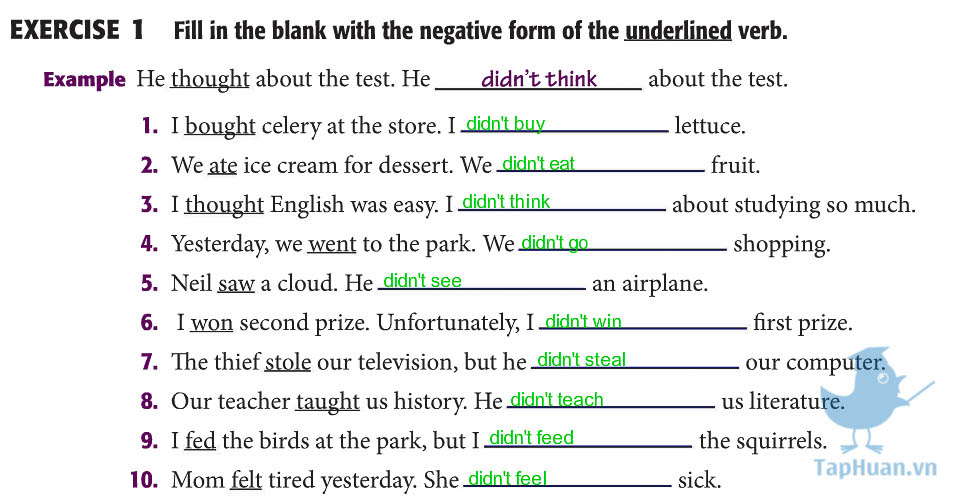 EXERCISE 1 Fill in the blank with the negative form of the underlined verb.
Example He thought about the test. He didn't think about the test.
1. I bought celery at the store. I didn't buy lettuce.
2. We ate ice cream for dessert. We didn't eat fruit.
3. I thought English was easy. I didn't think about studying so much.
4. Yesterday, we went to the park. We didn't go shopping.
5. Neil saw a cloud. He didn't see an airplane.
6. I won second prize. Unfortunately, I didn't win first prize.
7. The thief stole our television, but he didn't steal our computer.
8. Our teacher taught us history. He didn't teach us literature.
9. I fed the birds at the park, but I didn't feed the squirrels.
10. Mom felt tired yesterday. She didn't feel sick.
TapHuan.vn